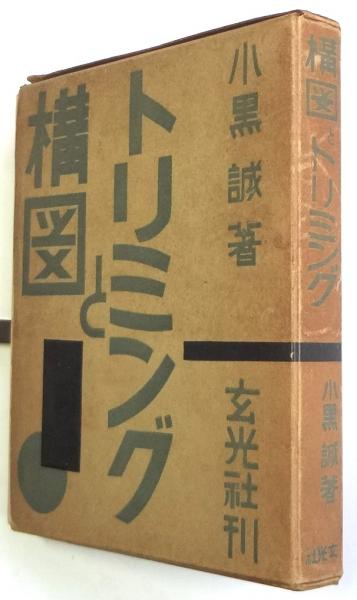 構図と
トリミング
小黒誠著
玄光社刊
構図とトリミング
小黒誠著
玄光社